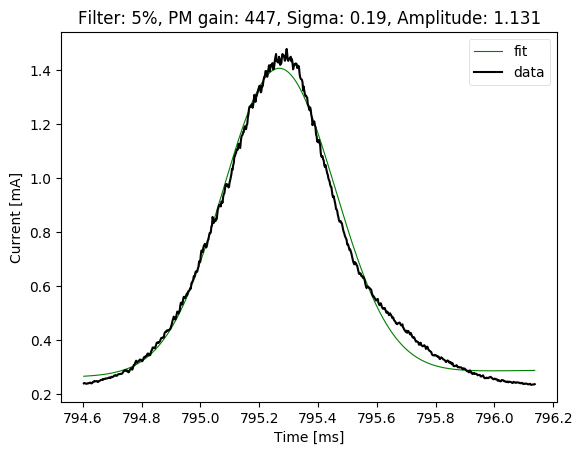 Filter: 5%, PM gain: 447, Sigma: 0.19, Amplitude: 1.131
fit
data
1.4
1.2
1.0
0.8
0.6
0.4
0.2
Current [mA]
794.6 794.8 795.0 795.2 795.4 795.6 795.8 796.0 796.2
Time [ms]